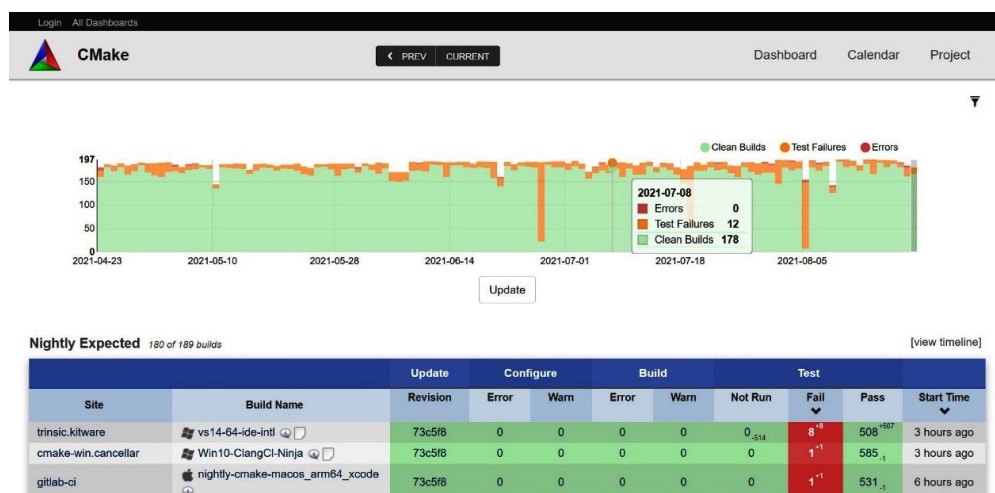 Login All Dashboards
CMake
PREV CURRENT
Dashboard Calendar Project
Clean Builds Test Failures Errors
197
150
100
50
0
2021-07-08
Errors 0
Test Failures 12
Clean Builds 178
2021-04-23 2021-05-10 2021-05-28 2021-06-14 2021-07-01 2021-07-18 2021-08-05
Update
Nightly Expected 180 of 189 builds [view timeline]
Update Configure Build Test
Site Build Name Revision Error Warn Error Warn Not Run Fail Pass Start Time
trinsic.kitware vs14-64-ide-intl 73c5f8 0 0 0 0 0 -514 8 +8 508 +507 3 hours ago
cmake-win.cancellar Win10-ClangCl-Ninja 73c5f8 0 0 0 0 0 1 +1 585 -1 3 hours ago
gitlab-ci nightly-cmake-macos_arm64_xcode 73c5f8 0 0 0 0 0 1 +1 531 -1 6 hours ago